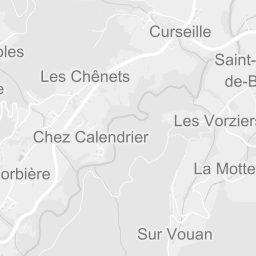 Curseille
Saint-
de-B
Les Chênets
Les Vorziers
Chez Calendrier
La Motte
orbière
Sur Vouan